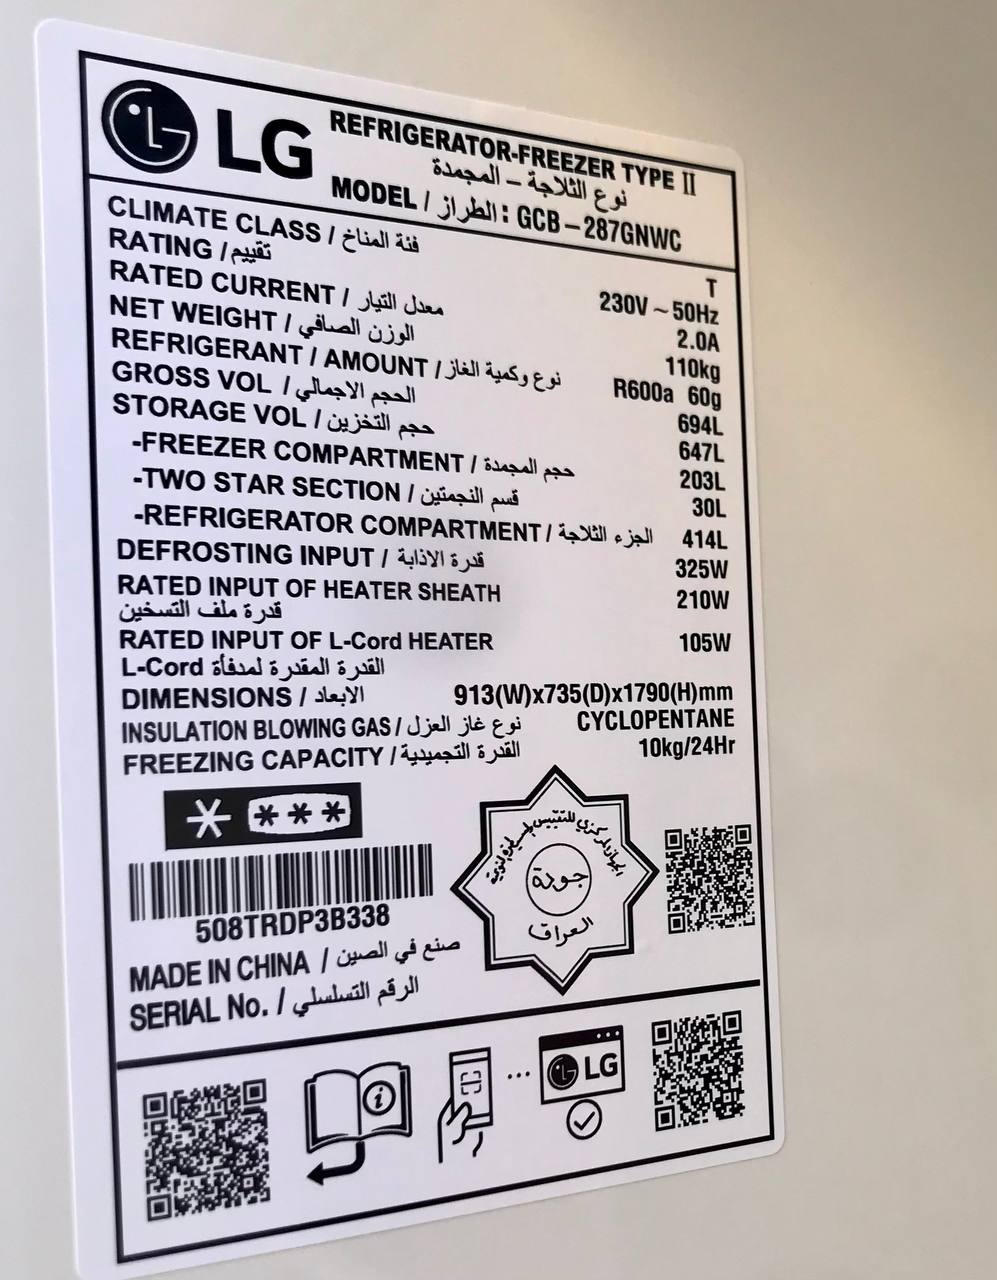 LG
REFRIGERATOR-FREEZER TYPE II
نوع الثلاجة – المجمدة
MODEL / الطراز : GCB – 287GNWC
CLIMATE CLASS / فئة المناخ T
RATING / تقييم 230V ~ 50Hz
RATED CURRENT / معدل التيار 2.0A
NET WEIGHT / الوزن الصافي 110kg
REFRIGERANT / AMOUNT / نوع وكمية الغاز R600a 60g
GROSS VOL / الحجم الاجمالي 694L
STORAGE VOL / حجم التخزين 647L
-FREEZER COMPARTMENT / حجم المجمدة 203L
-TWO STAR SECTION / قسم النجمتين 30L
-REFRIGERATOR COMPARTMENT / الجزء الثلاجة 414L
DEFROSTING INPUT / قدرة الاذابة 325W
RATED INPUT OF HEATER SHEATH 210W
قدرة ملف التسخين
RATED INPUT OF L-Cord HEATER 105W
القدرة المقدرة لمدفأة L-Cord
DIMENSIONS / الابعاد 913(W)x735(D)x1790(H)mm
INSULATION BLOWING GAS / نوع غاز العزل CYCLOPENTANE
FREEZING CAPACITY / القدرة التجميدية 10kg/24Hr
الجهاز المركزي للتقييس والسيطرة النوعية
جودة
العراق
508TRDP3B338
MADE IN CHINA / صنع في الصين
SERIAL No. / الرقم التسلسلي
i
... LG